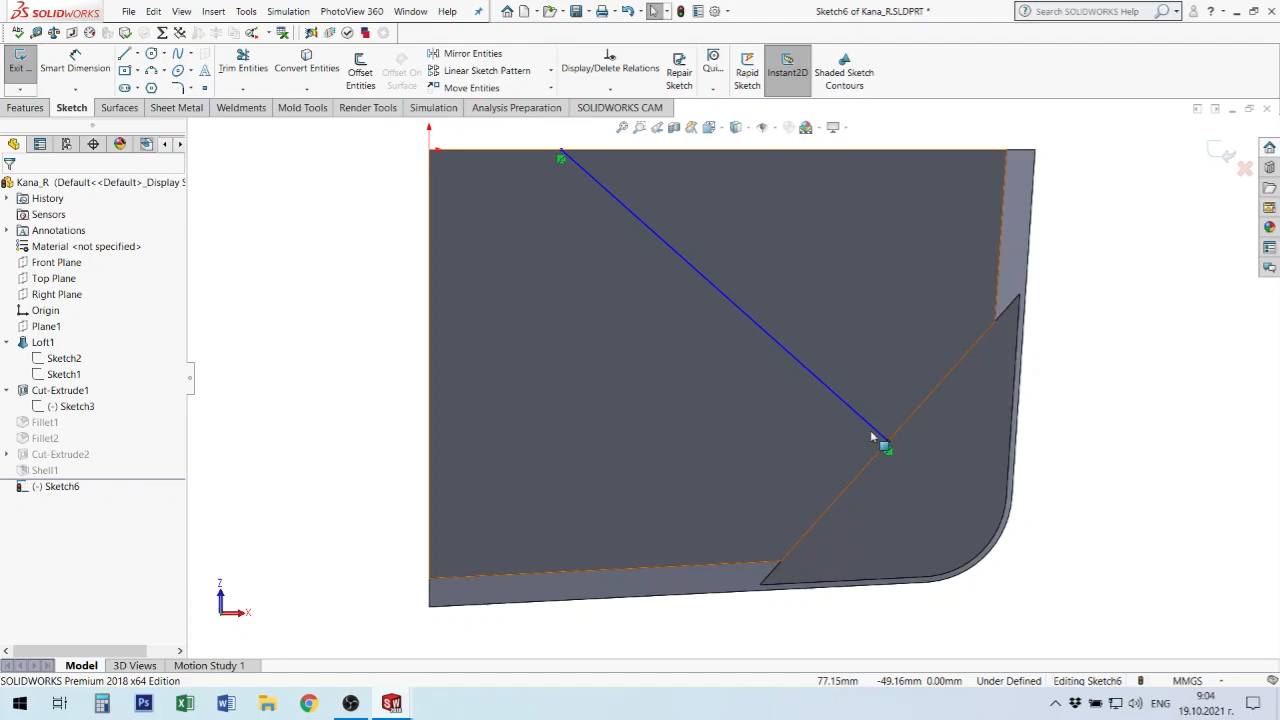 SOLIDWORKS File Edit View Insert Tools Simulation PhotoView 360 Window Help Sketch6 of Kana_R.SLDPRT * Search SOLIDWORKS Help
Exit ... Smart Dimension Trim Entities Convert Entities Offset Entities Offset On Surface Mirror Entities Linear Sketch Pattern Move Entities Display/Delete Relations Repair Sketch Qui... Rapid Sketch Instant2D Shaded Sketch Contours
Features Sketch Surfaces Sheet Metal Weldments Mold Tools Render Tools Simulation Analysis Preparation SOLIDWORKS CAM
Kana_R (Default<<Default>_Display S
History
Sensors
Annotations
Material <not specified>
Front Plane
Top Plane
Right Plane
Origin
Plane1
Loft1
Sketch2
Sketch1
Cut-Extrude1
(-) Sketch3
Fillet1
Fillet2
Cut-Extrude2
Shell1
(-) Sketch6
Z
X
Model 3D Views Motion Study 1
SOLIDWORKS Premium 2018 x64 Edition 77.15mm -49.16mm 0.00mm Under Defined Editing Sketch6 MMGS
ENG 9:04
19.10.2021 г.